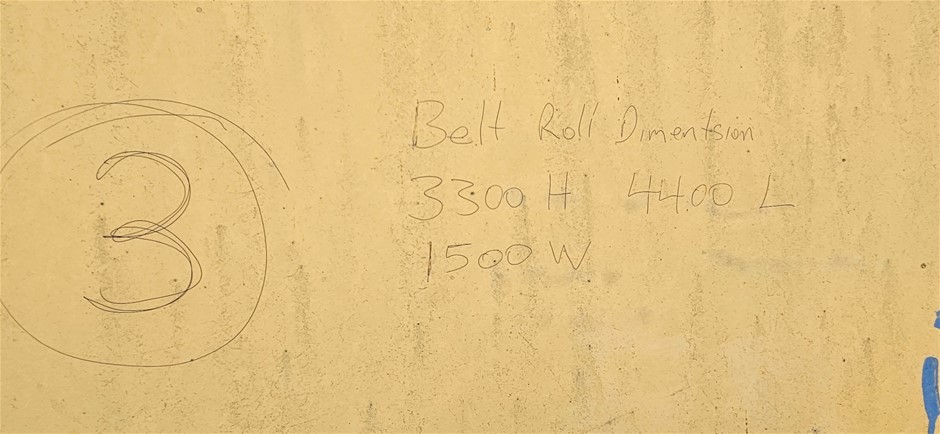 3
Belt Roll Dimentsion
3300 H 4400 L
1500 W